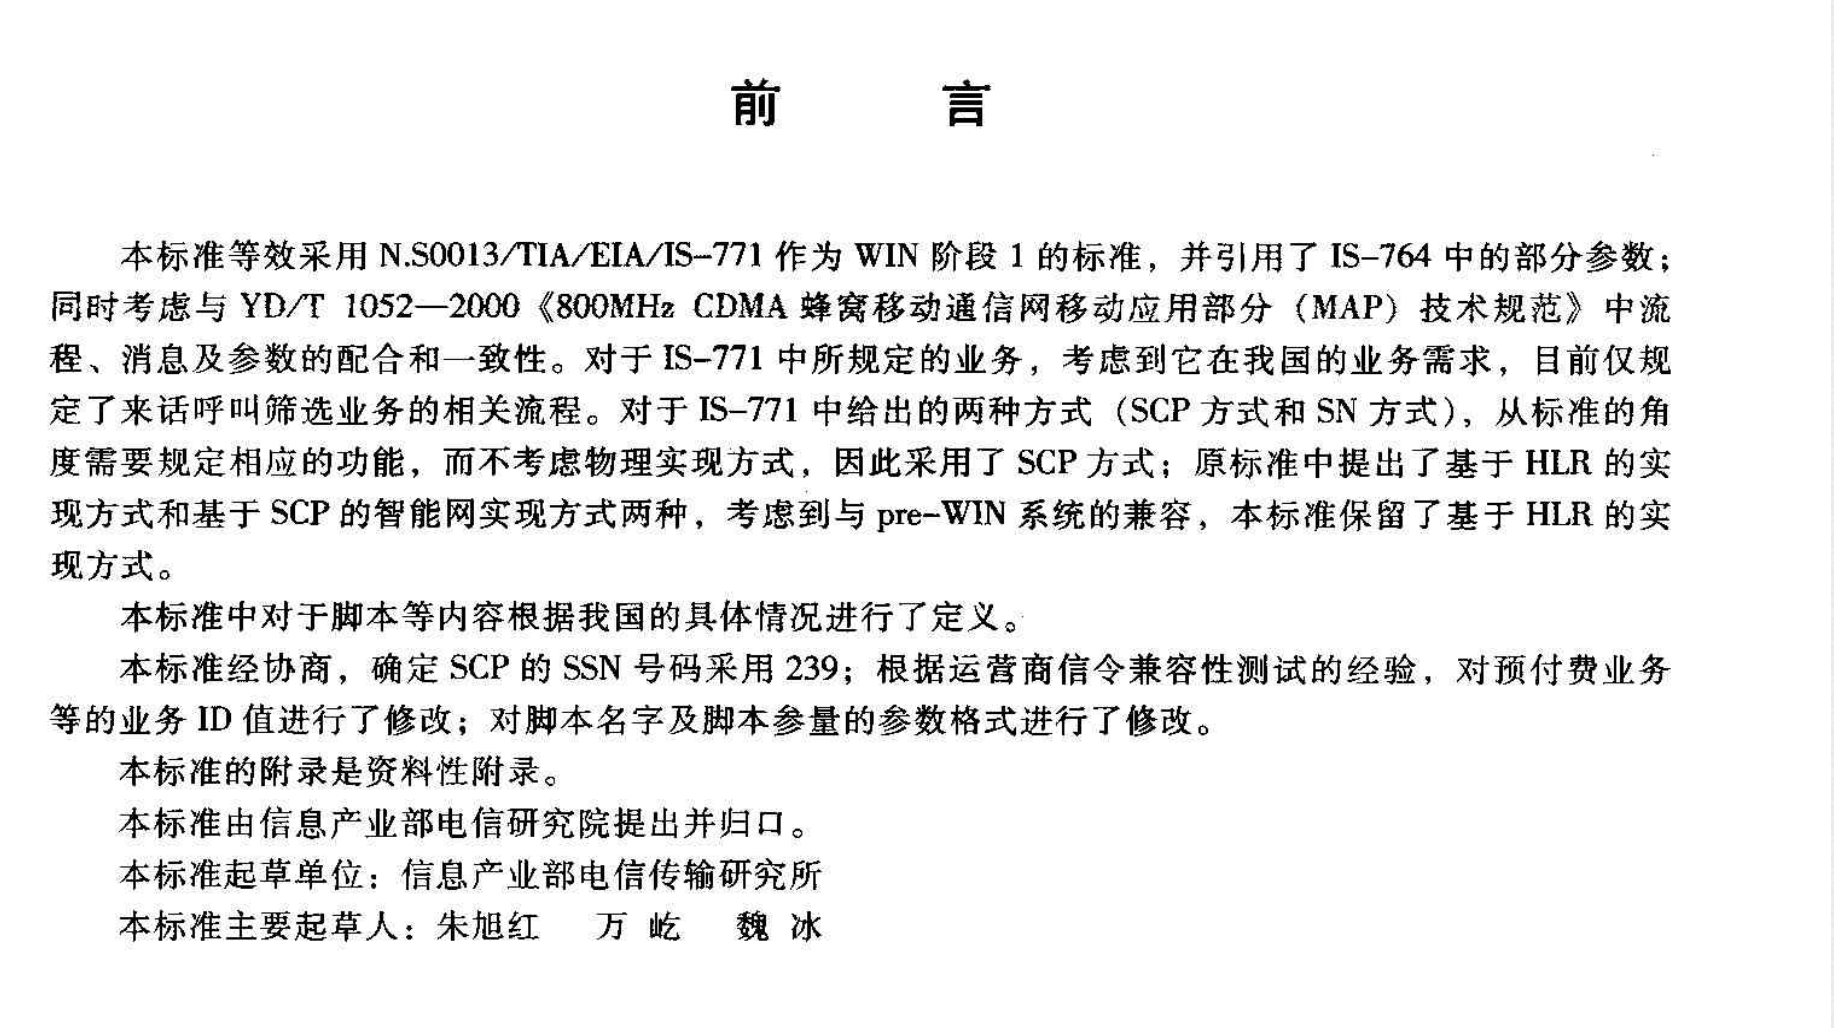 前 言
本标准等效采用 N.S0013/TIA/EIA/IS-771 作为 WIN 阶段 1 的标准，并引用了 IS-764 中的部分参数；
同时考虑与 YD/T 1052—2000《800MHz CDMA 蜂窝移动通信网移动应用部分（MAP）技术规范》中流
程、消息及参数的配合和一致性。对于 IS-771 中所规定的业务，考虑到它在我国的业务需求，目前仅规
定了来话呼叫筛选业务的相关流程。对于 IS-771 中给出的两种方式（SCP 方式和 SN 方式），从标准的角
度需要规定相应的功能，而不考虑物理实现方式，因此采用了 SCP 方式；原标准中提出了基于 HLR 的实
现方式和基于 SCP 的智能网实现方式两种，考虑到与 pre-WIN 系统的兼容，本标准保留了基于 HLR 的实
现方式。
本标准中对于脚本等内容根据我国的具体情况进行了定义。
本标准经协商，确定 SCP 的 SSN 号码采用 239；根据运营商信令兼容性测试的经验，对预付费业务
等的业务 ID 值进行了修改；对脚本名字及脚本参量的参数格式进行了修改。
本标准的附录是资料性附录。
本标准由信息产业部电信研究院提出并归口。
本标准起草单位：信息产业部电信传输研究所
本标准主要起草人：朱旭红 万 屹 魏 冰